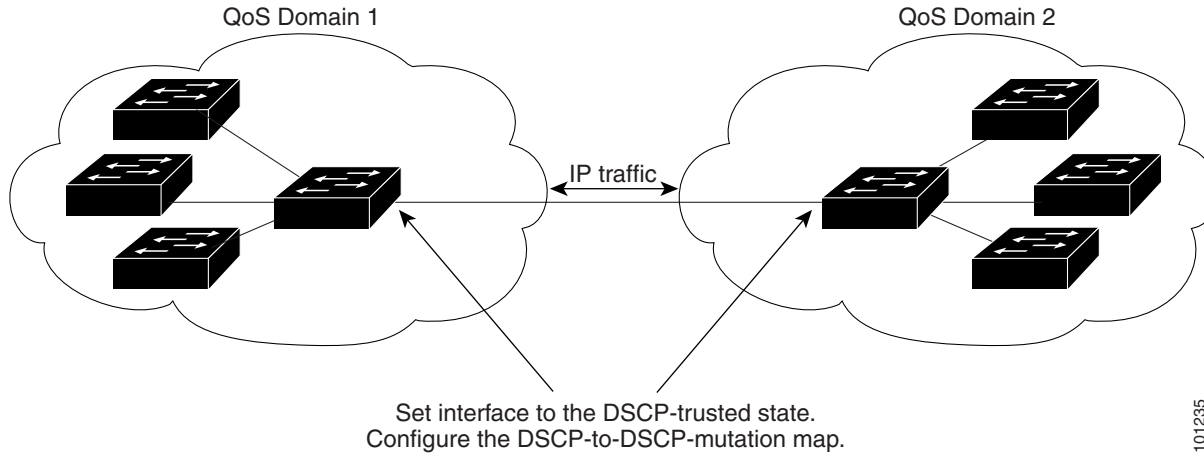 QoS Domain 1
QoS Domain 2
IP traffic
Set interface to the DSCP-trusted state.
Configure the DSCP-to-DSCP-mutation map.
101235